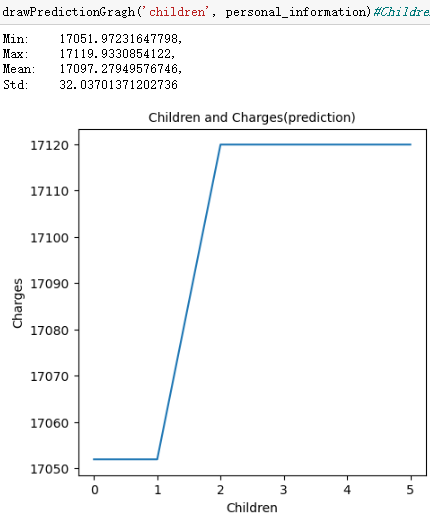 drawPredictionGragh('children', personal_information)#Childre
Min: 17051.97231647798,
Max: 17119.9330854122,
Mean: 17097.27949576746,
Std: 32.03701371202736
Children and Charges(prediction)
17120
17110
17100
17090
17080
17070
17060
17050
Charges
0 1 2 3 4 5
Children